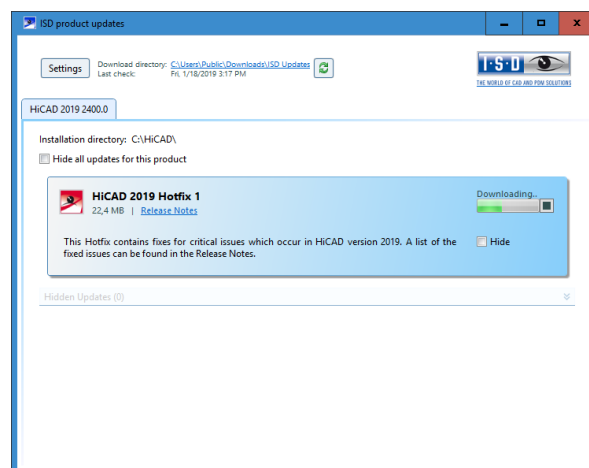 ISD product updates
Settings
Download directory: C:\Users\Public\Downloads\ISD Updates
Last check: Fri, 1/18/2019 3:17 PM
I·S·D
THE WORLD OF CAD AND PDM SOLUTIONS
HiCAD 2019 2400.0
Installation directory: C:\HiCAD\
Hide all updates for this product
HiCAD 2019 Hotfix 1
22,4 MB | Release Notes
Downloading..
This Hotfix contains fixes for critical issues which occur in HiCAD version 2019. A list of the
fixed issues can be found in the Release Notes.
Hide
Hidden Updates (0)